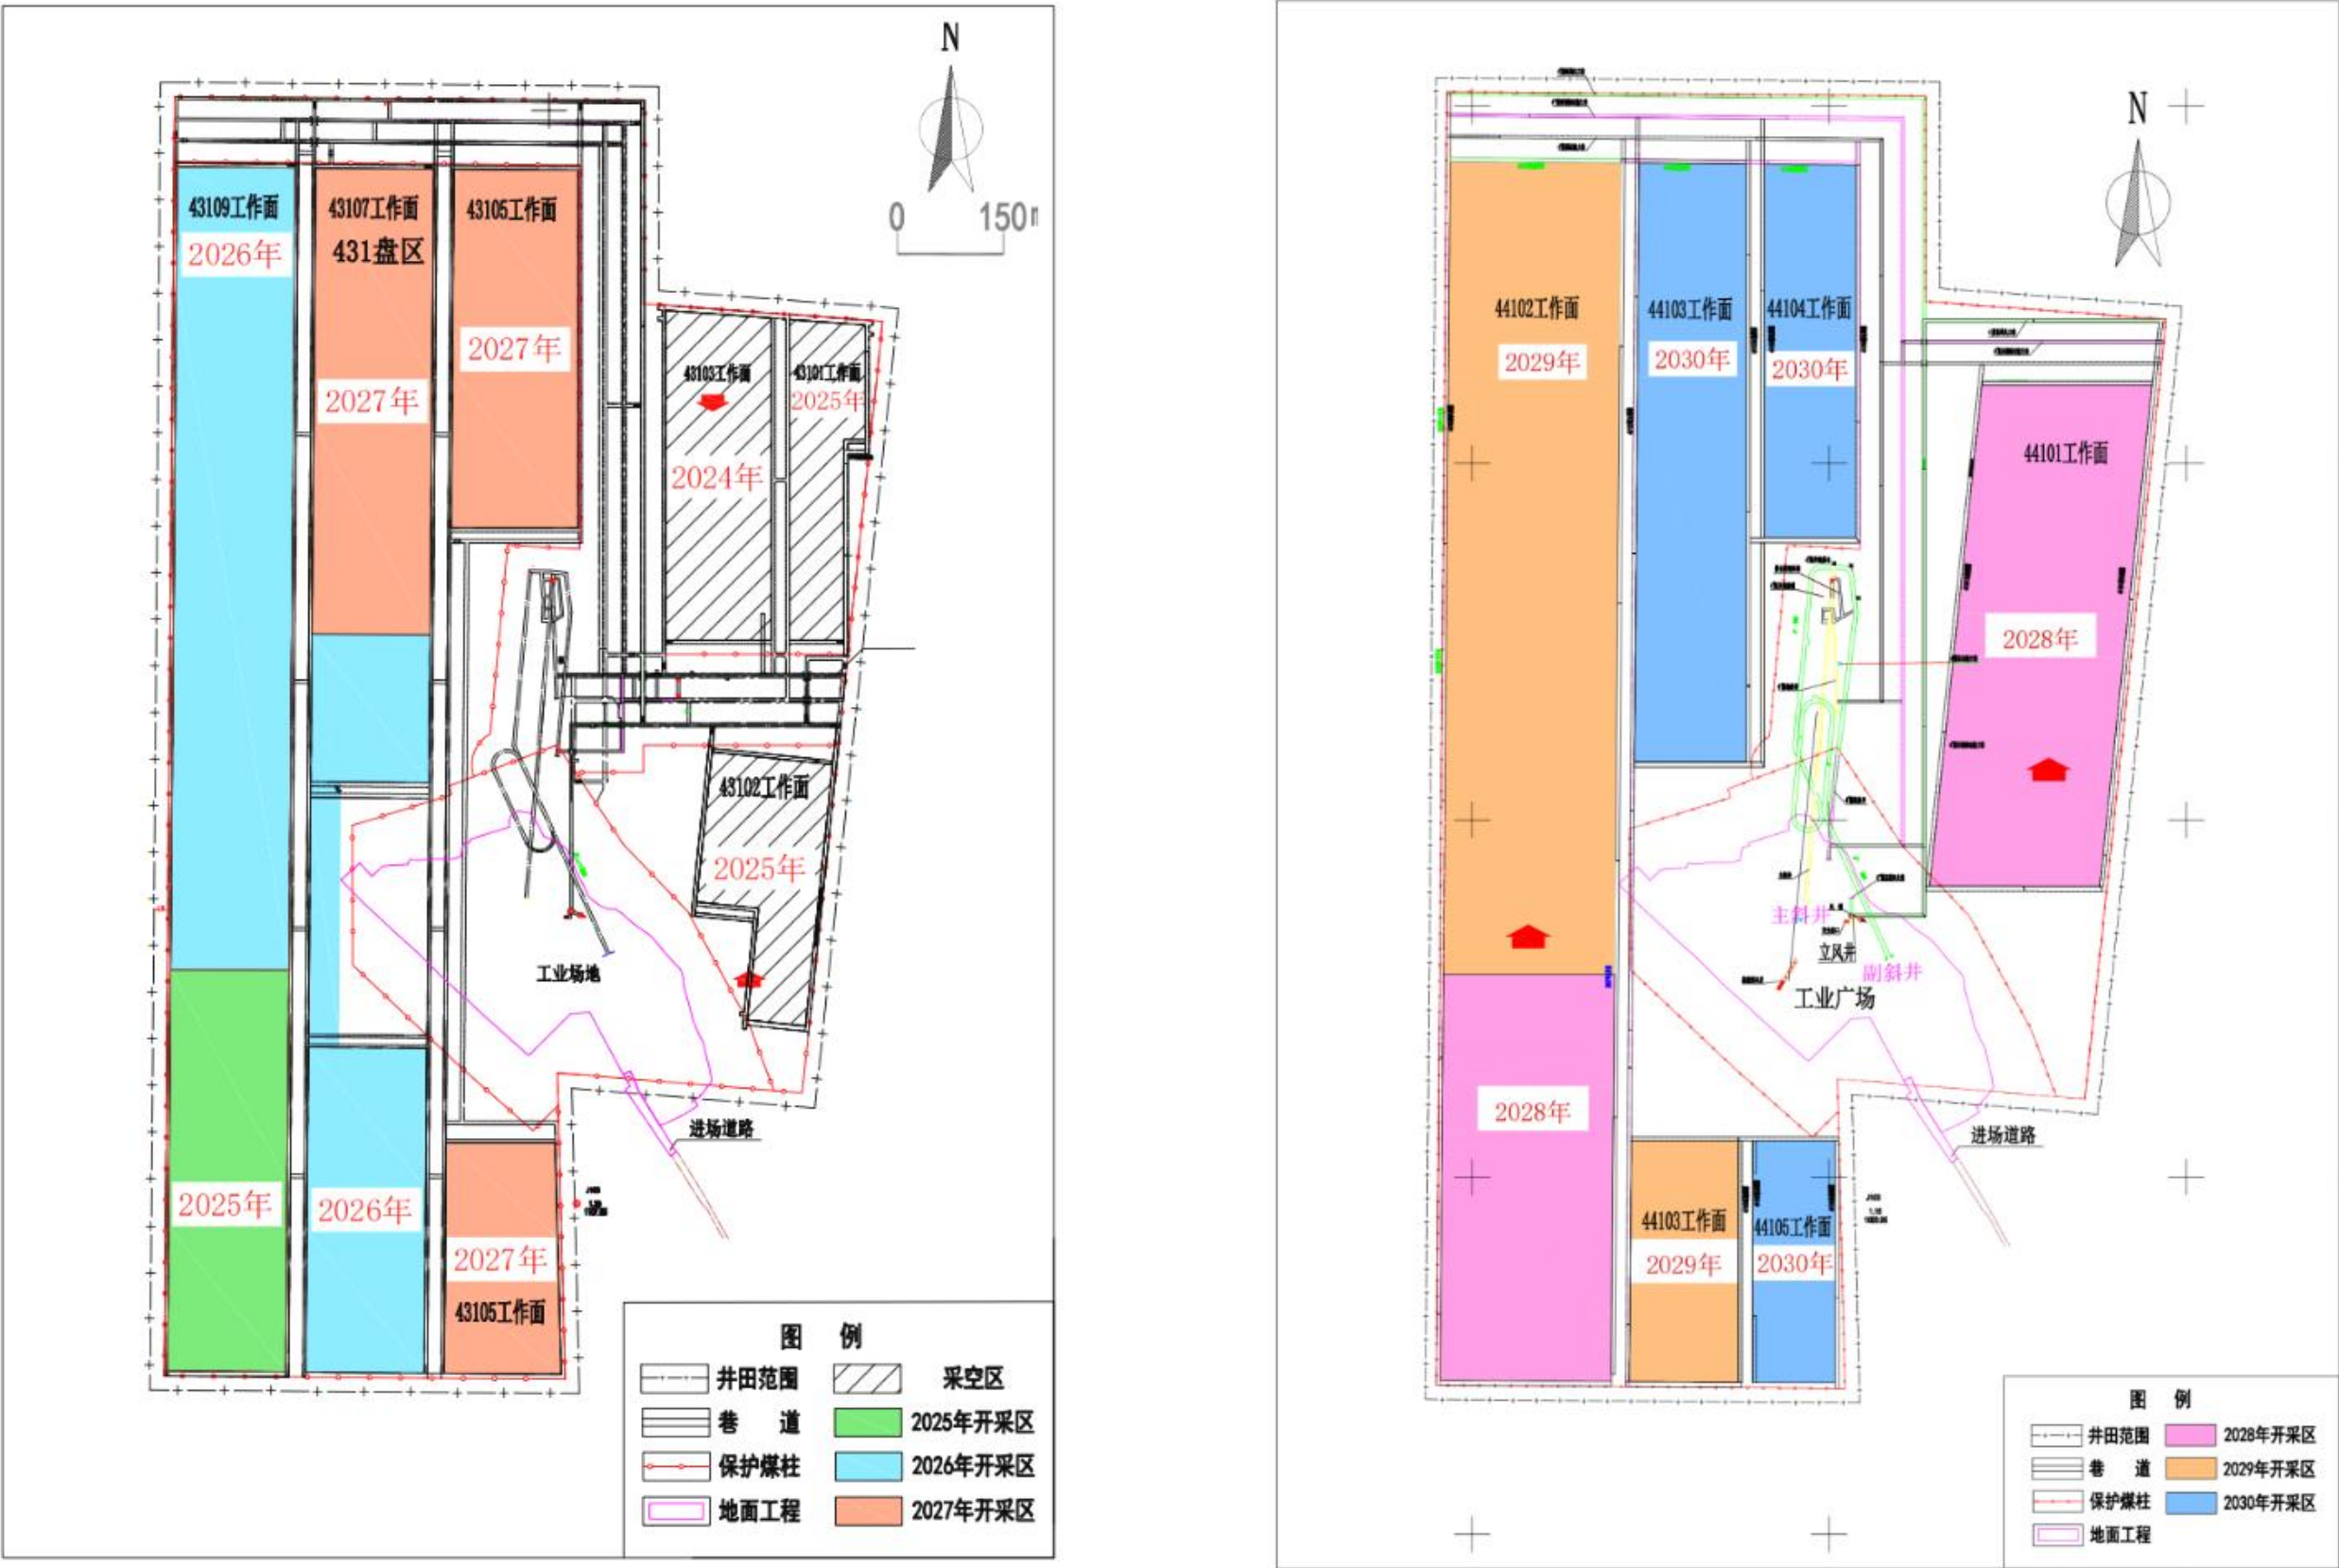 N
0 150m
43109工作面
2026年
43107工作面
431盘区
2027年
43105工作面
2027年
43103工作面
2024年
43101工作面
2025年
43102工作面
2025年
工业场地
进场道路
2025年
2026年
2027年
43105工作面
图 例
井田范围
采空区
巷 道
2025年开采区
保护煤柱
2026年开采区
地面工程
2027年开采区
N
44102工作面
2029年
44103工作面
2030年
44104工作面
2030年
44101工作面
2028年
主斜井
立风井
副斜井
工业广场
2028年
进场道路
44103工作面
2029年
44105工作面
2030年
图 例
井田范围
2028年开采区
巷 道
2029年开采区
保护煤柱
2030年开采区
地面工程